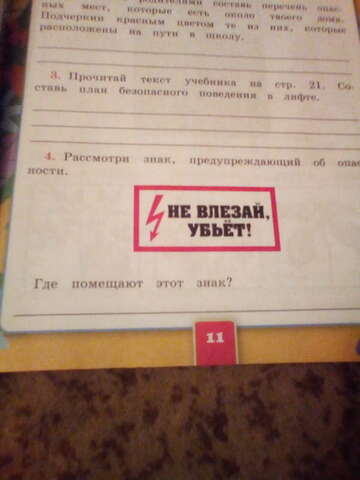 родителями составь перечень опас-
ных мест, которые есть около твоего дома.
Подчеркни красным цветом те из них, которые
расположены на пути в школу.
3. Прочитай текст учебника на стр. 21. Со-
ставь план безопасного поведения в лифте.
4. Рассмотри знак, предупреждающий об опас-
ности.
НЕ ВЛЕЗАЙ,
УБЬЁТ!
Где помещают этот знак?
11